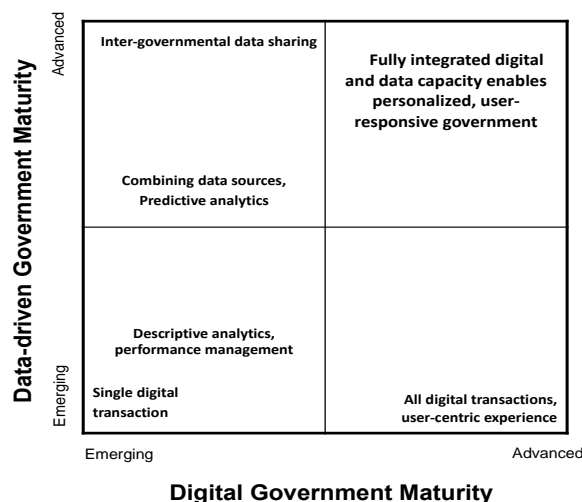 Data-driven Government Maturity
Advanced
Emerging
Inter-governmental data sharing
Fully integrated digital
and data capacity enables
personalized, user-
responsive government
Combining data sources,
Predictive analytics
Descriptive analytics,
performance management
Single digital
transaction
All digital transactions,
user-centric experience
Emerging
Advanced
Digital Government Maturity